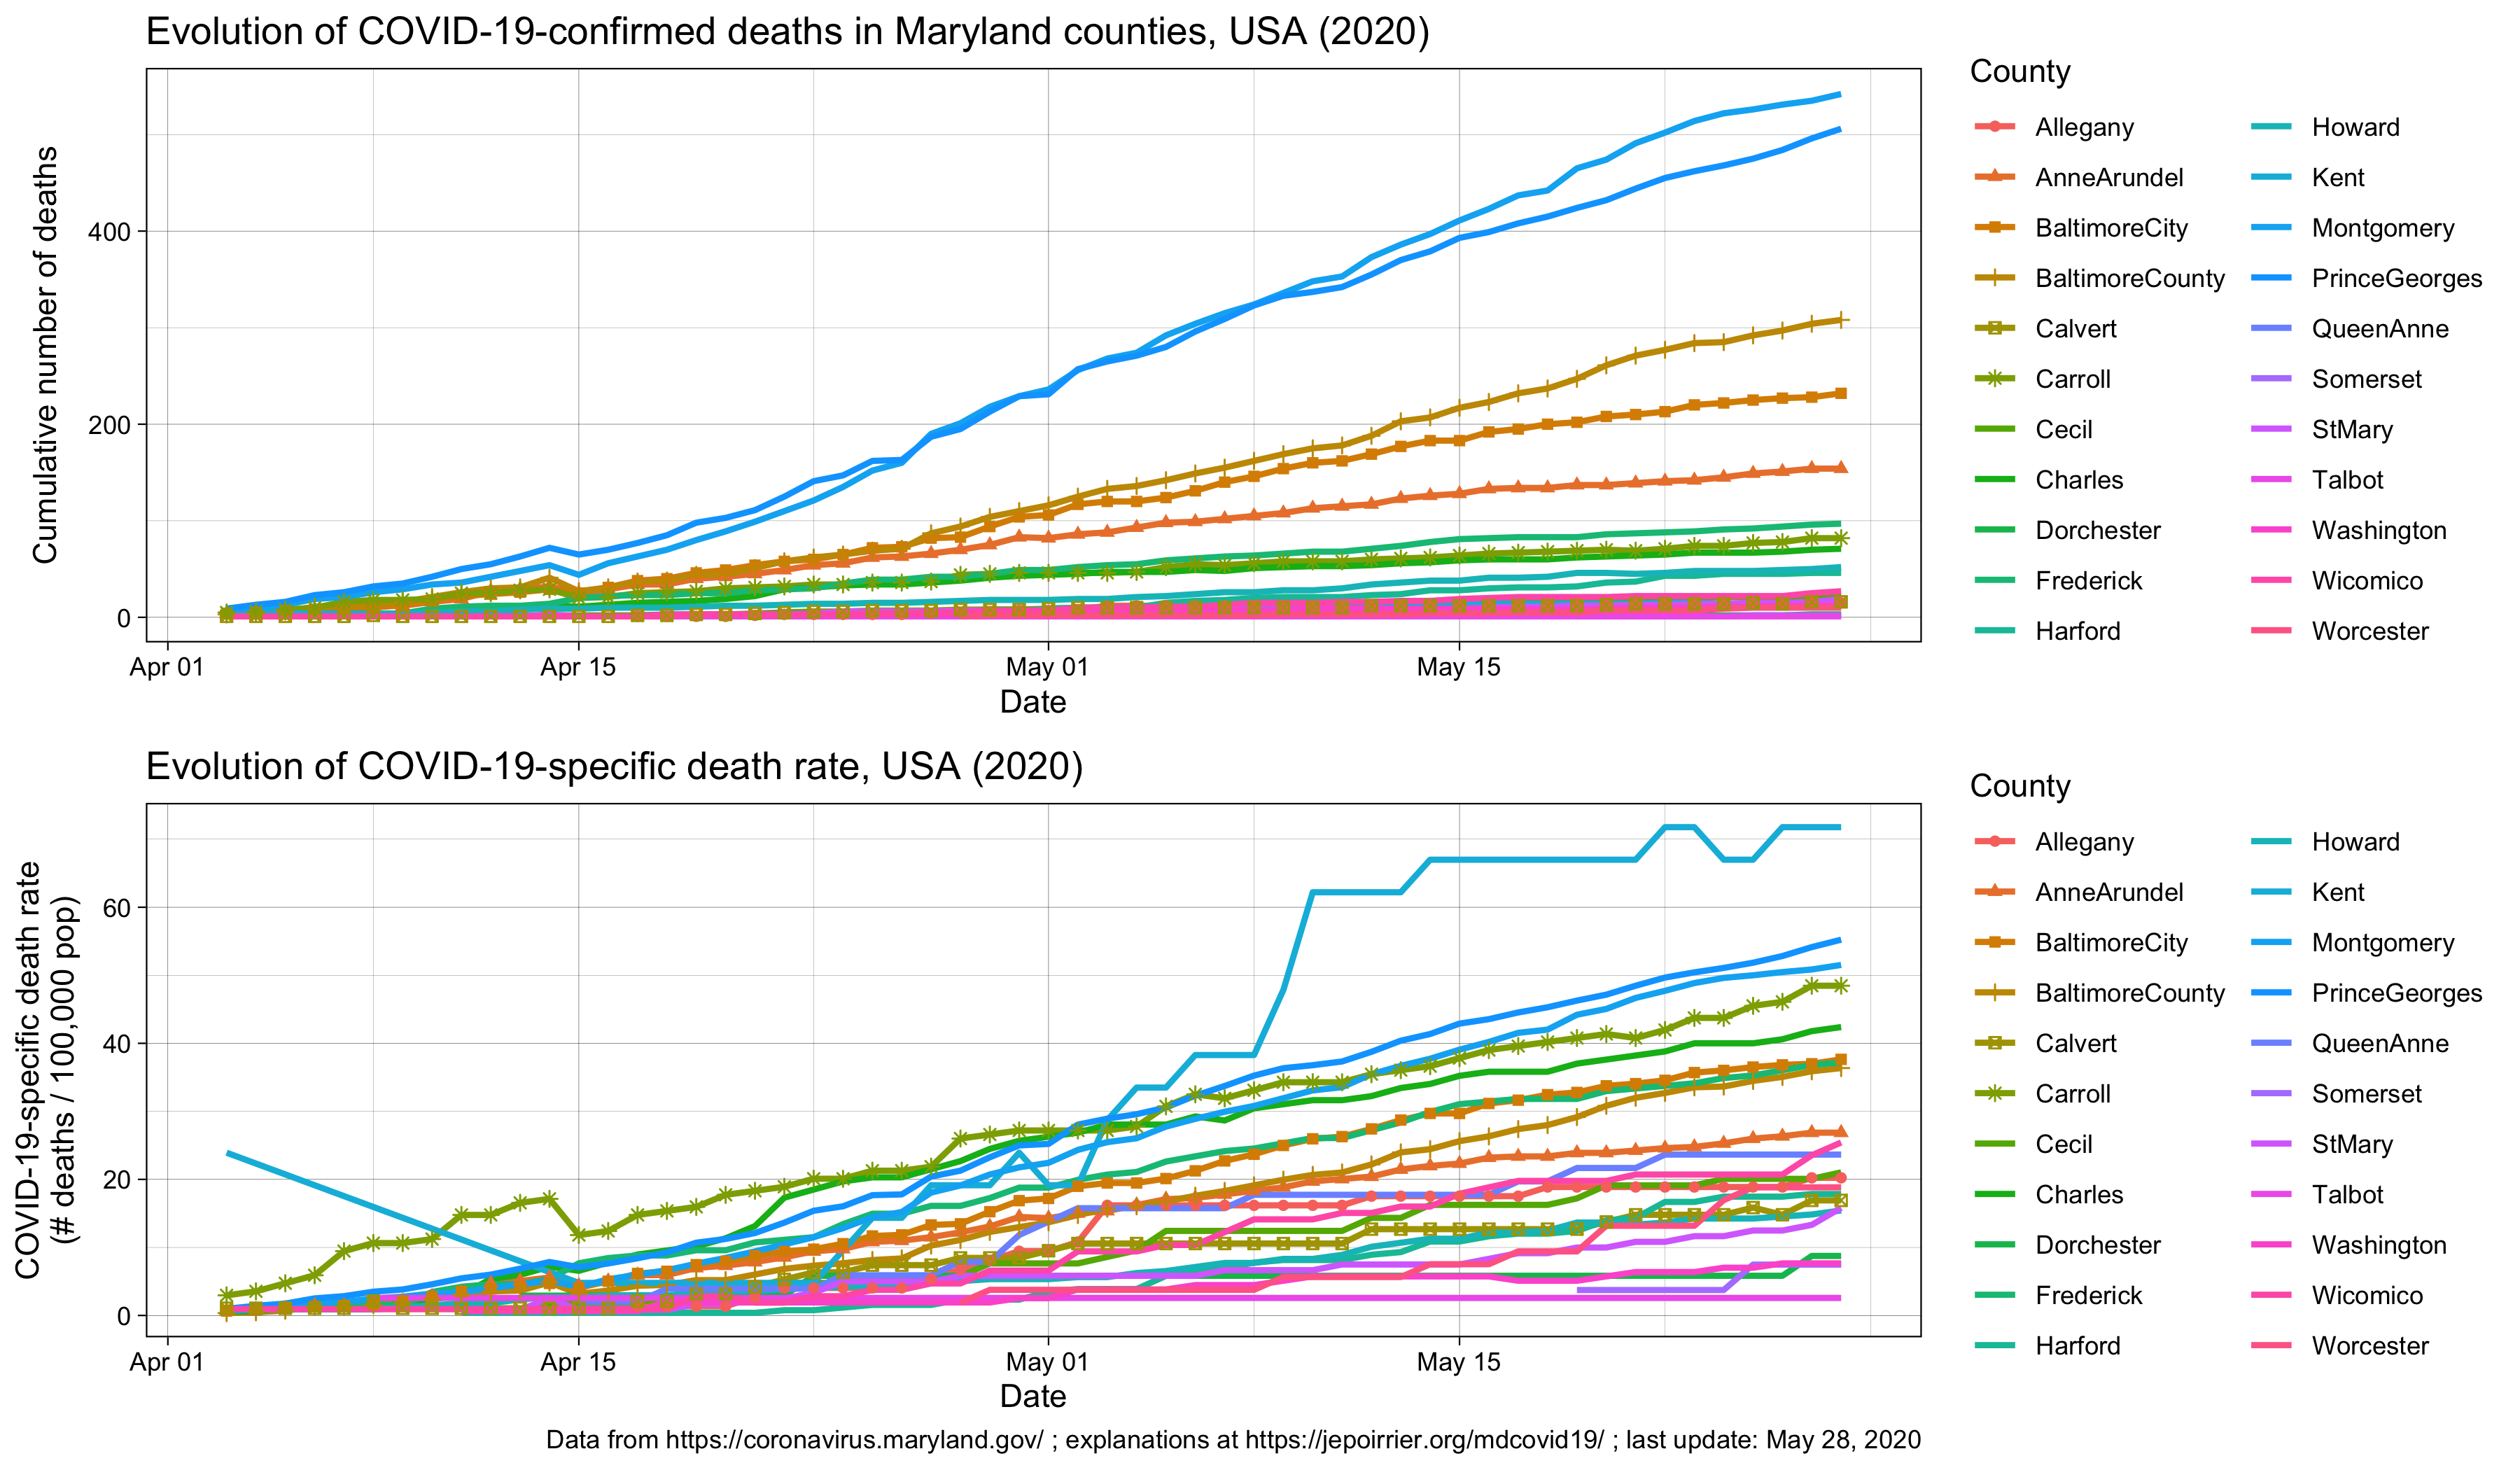 Evolution of COVID-19-confirmed deaths in Maryland counties, USA (2020)
Cumulative number of deaths
400
200
0
Apr 01
Apr 15
May 01
May 15
Date
County
Allegany
AnneArundel
BaltimoreCity
BaltimoreCounty
Calvert
Carroll
Cecil
Charles
Dorchester
Frederick
Harford
Howard
Kent
Montgomery
PrinceGeorges
QueenAnne
Somerset
StMary
Talbot
Washington
Wicomico
Worcester
Evolution of COVID-19-specific death rate, USA (2020)
COVID-19-specific death rate
(# deaths / 100,000 pop)
60
40
20
0
Apr 01
Apr 15
May 01
May 15
Date
County
Allegany
AnneArundel
BaltimoreCity
BaltimoreCounty
Calvert
Carroll
Cecil
Charles
Dorchester
Frederick
Harford
Howard
Kent
Montgomery
PrinceGeorges
QueenAnne
Somerset
StMary
Talbot
Washington
Wicomico
Worcester
Data from https://coronavirus.maryland.gov/ ; explanations at https://jepoirrier.org/mdcovid19/ ; last update: May 28, 2020